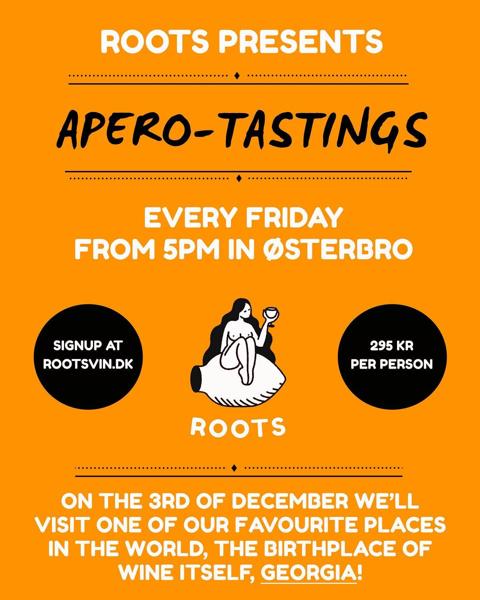 ROOTS PRESENTS
APERO-TASTINGS
EVERY FRIDAY
FROM 5PM IN ØSTERBRO
SIGNUP AT
ROOTSVIN.DK
295 KR
PER PERSON
ROOTS
ON THE 3RD OF DECEMBER WE'LL
VISIT ONE OF OUR FAVOURITE PLACES
IN THE WORLD, THE BIRTHPLACE OF
WINE ITSELF, GEORGIA!